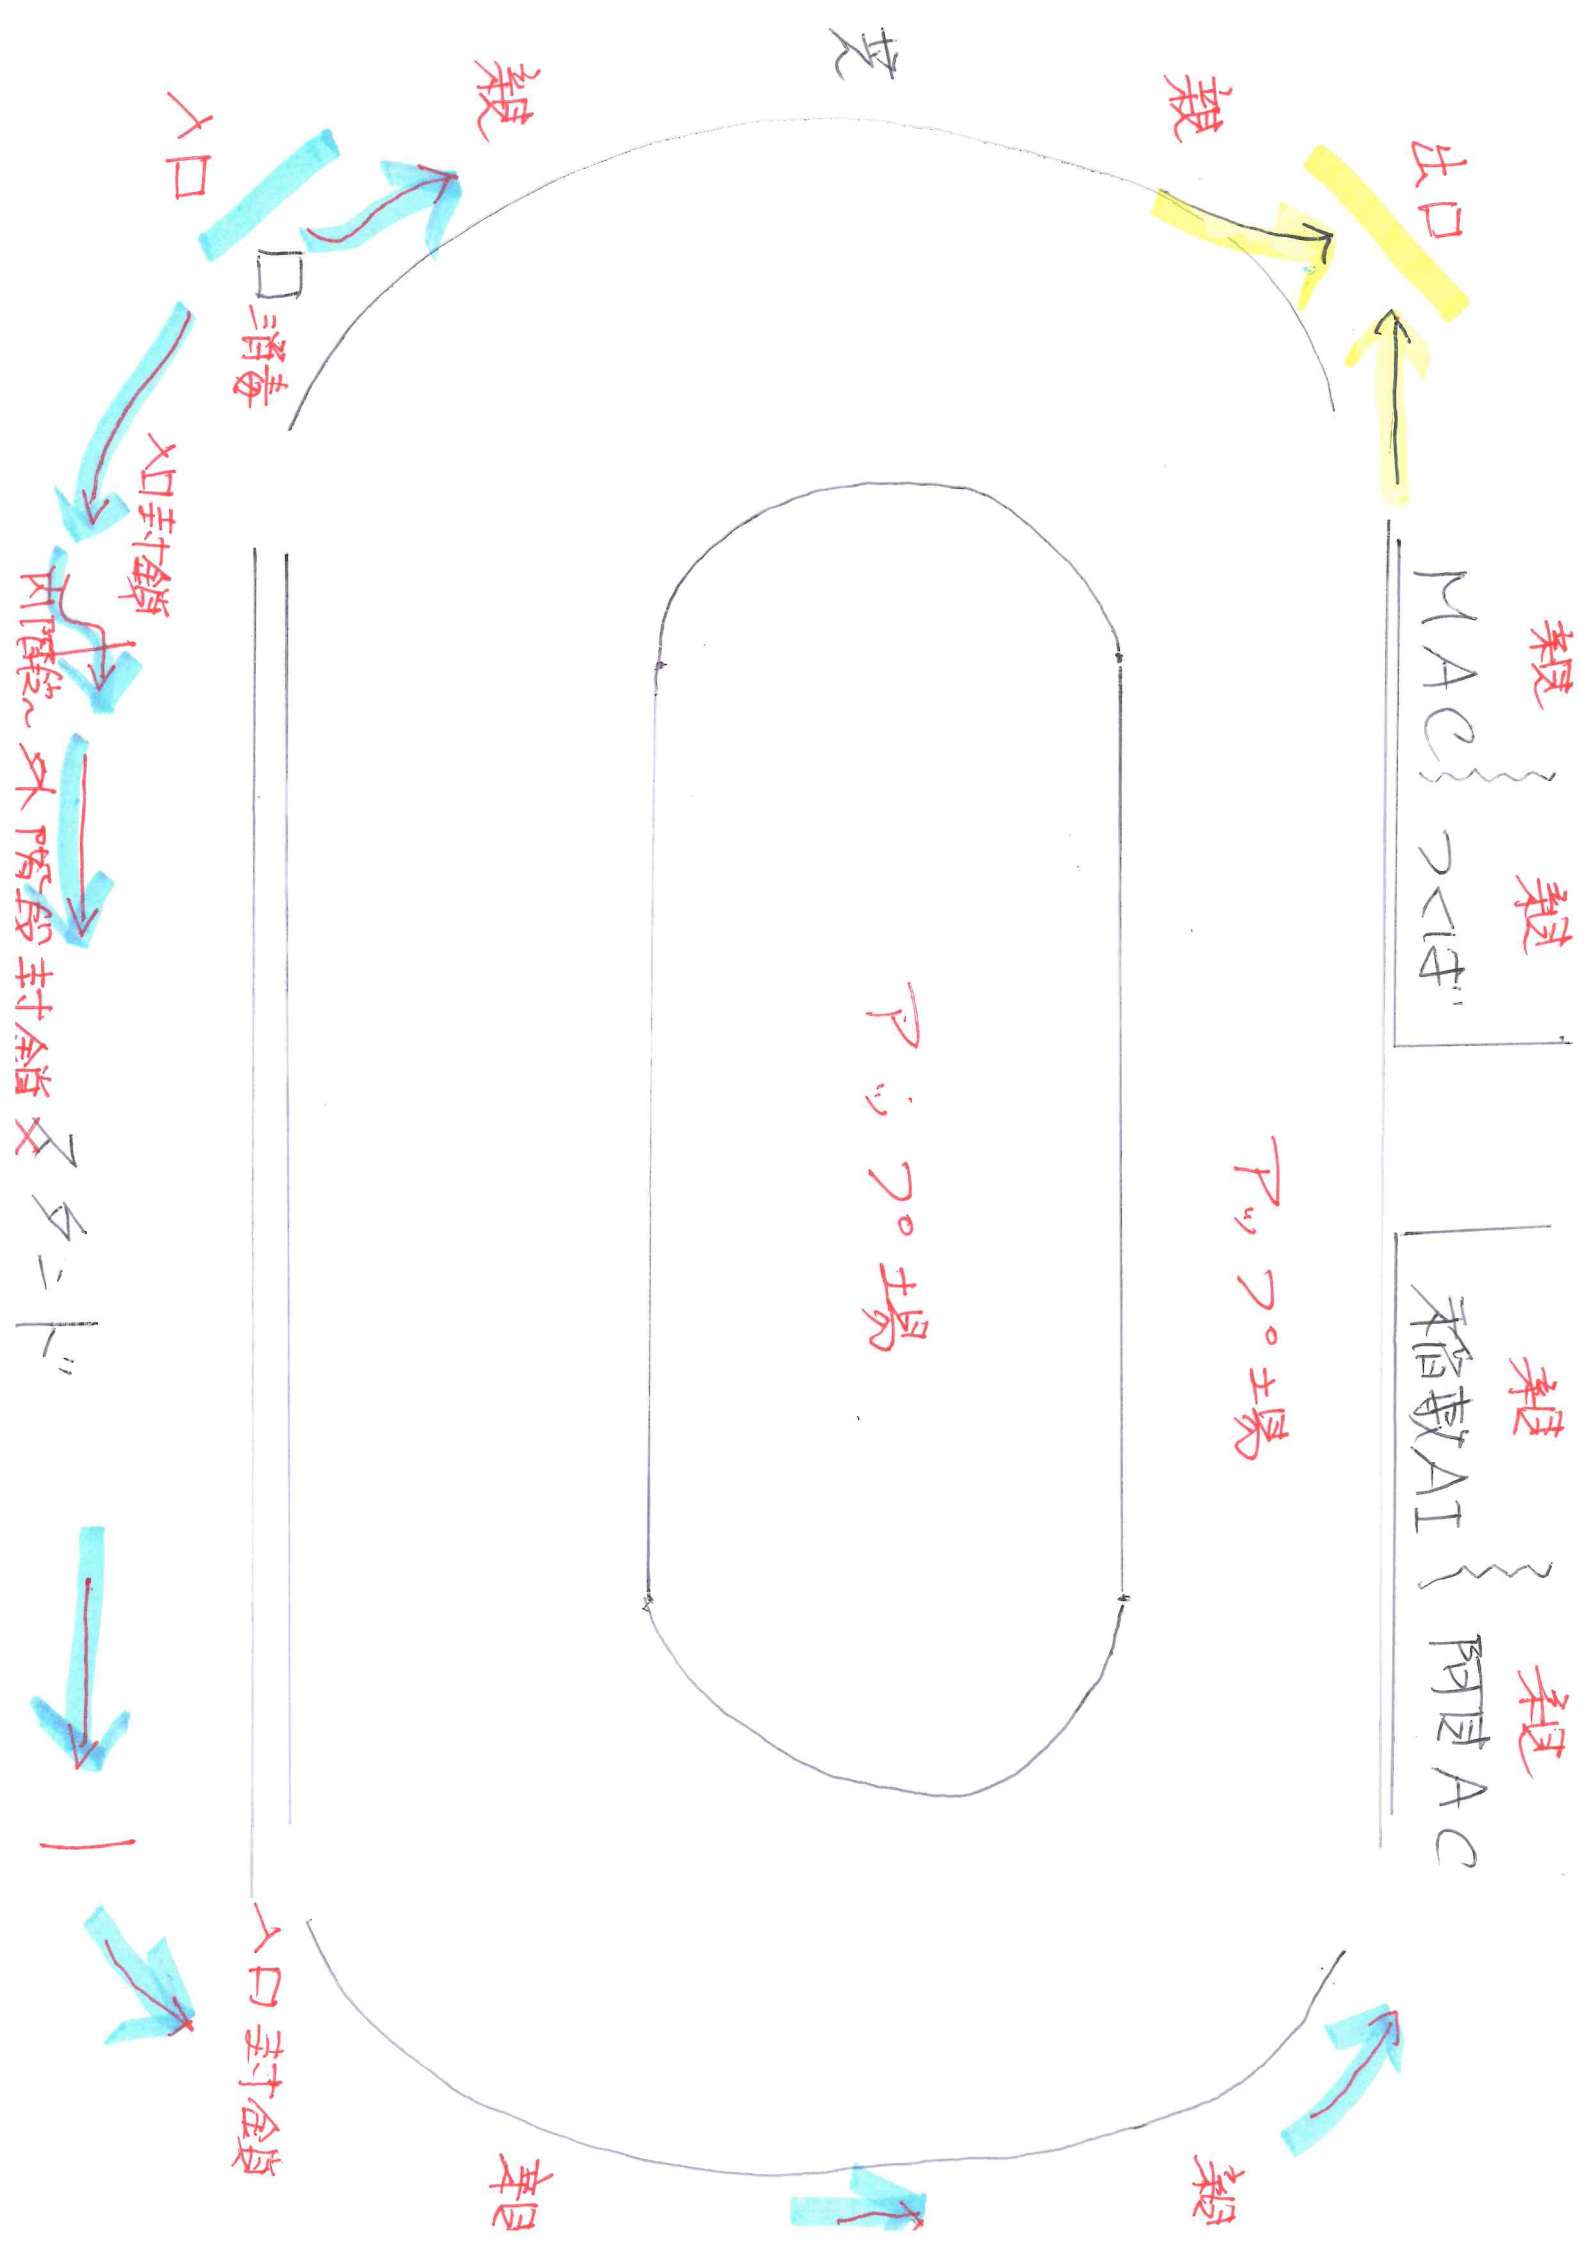 出口
親
芝
親
入口
消毒
入口封鎖
内階段〜外階段封鎖
スタンド
MAC
つくば
親
親
アップ場
アップ場
稲敷AI
阿見AC
親
親
入口封鎖
親
親